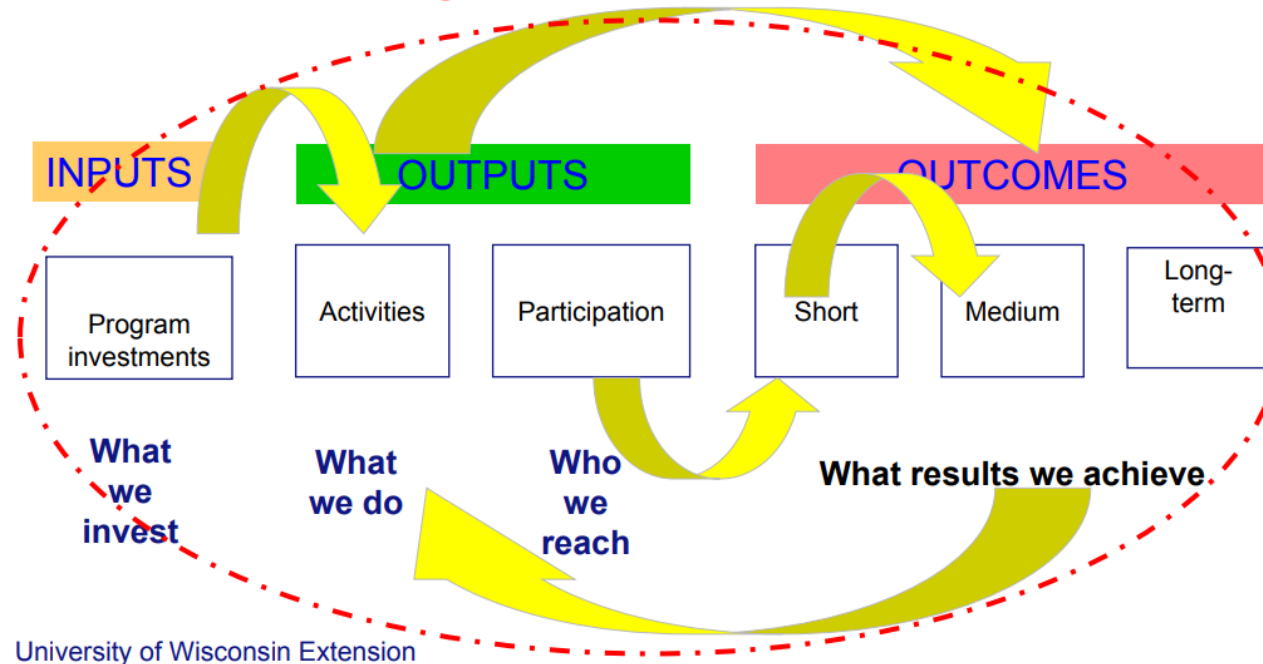 INPUTS
OUTPUTS
OUTCOMES
Program
investments
Activities
Participation
Short
Medium
Long-
term
What
we
invest
What
we do
Who
we
reach
What results we achieve
University of Wisconsin Extension